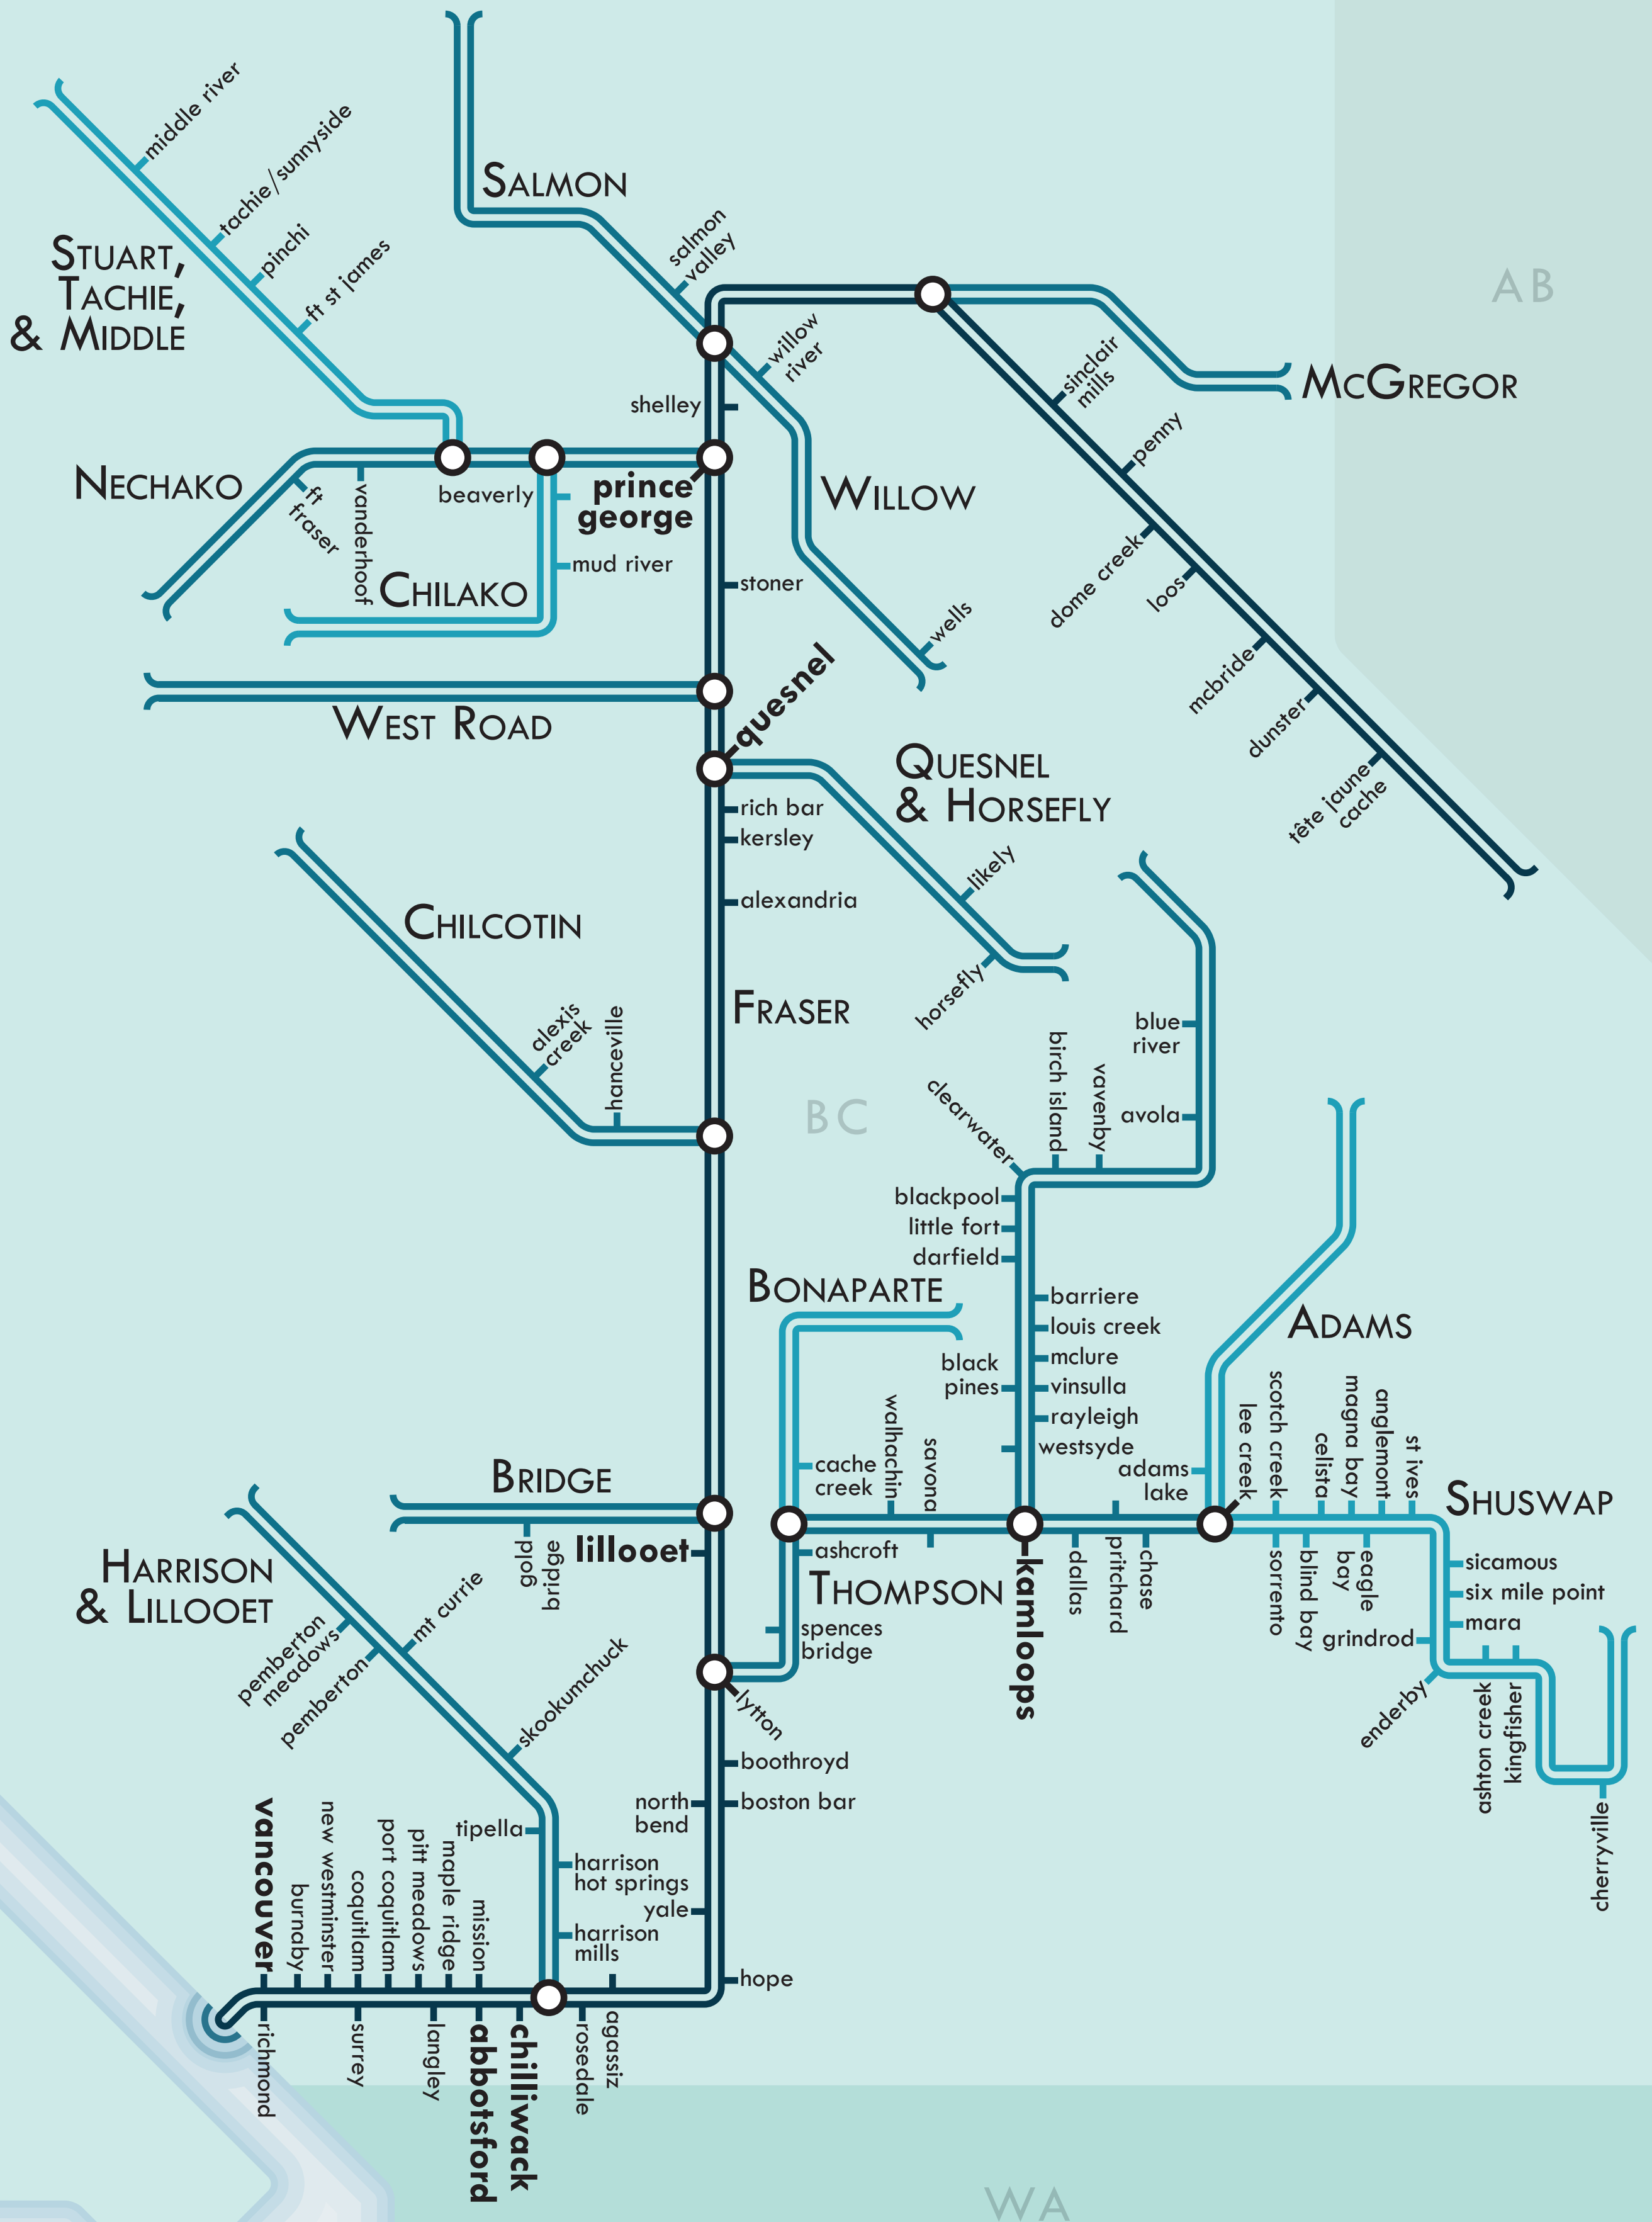 middle river
tachie/sunnyside
pinchi
ft st james
STUART,
TACHIE,
& MIDDLE
SALMON
salmon
valley
willow
river
shelley
AB
MCGREGOR
sinclair
mills
penny
dome creek
loos
mcbride
dunster
tête jaune
cache
NECHAKO
ft
fraser
vanderhoof
beaverly
prince
george
CHILAKO
mud river
WILLOW
wells
stoner
WEST ROAD
quesnel
QUESNEL
& HORSEFLY
rich bar
kersley
alexandria
likely
horsefly
CHILCOTIN
alexis
creek
hanceville
FRASER
BC
blue
river
avola
vavenby
birch island
clearwater
blackpool
little fort
darfield
barriere
louis creek
mclure
black
pines
vinsulla
rayleigh
westsyde
BONAPARTE
cache
creek
walhachin
savona
ADAMS
adams
lake
lee creek
scotch creek
celista
magna bay
anglemont
st ives
SHUSWAP
BRIDGE
gold
bridge
lillooet
ashcroft
THOMPSON
spences
bridge
kamloops
dallas
pritchard
chase
sorrento
blind bay
eagle
bay
sicamous
six mile point
mara
grindrod
enderby
ashton creek
kingfisher
cherryville
HARRISON
& LILLOOET
pemberton
meadows
pemberton
mt currie
skookumchuck
tipella
harrison
hot springs
harrison
mills
lytton
boothroyd
north
bend
boston bar
yale
hope
vancouver
burnaby
new westminster
coquitlam
port coquitlam
pitt meadows
maple ridge
mission
richmond
surrey
langley
abbotsford
chilliwack
rosedale
agassiz
WA